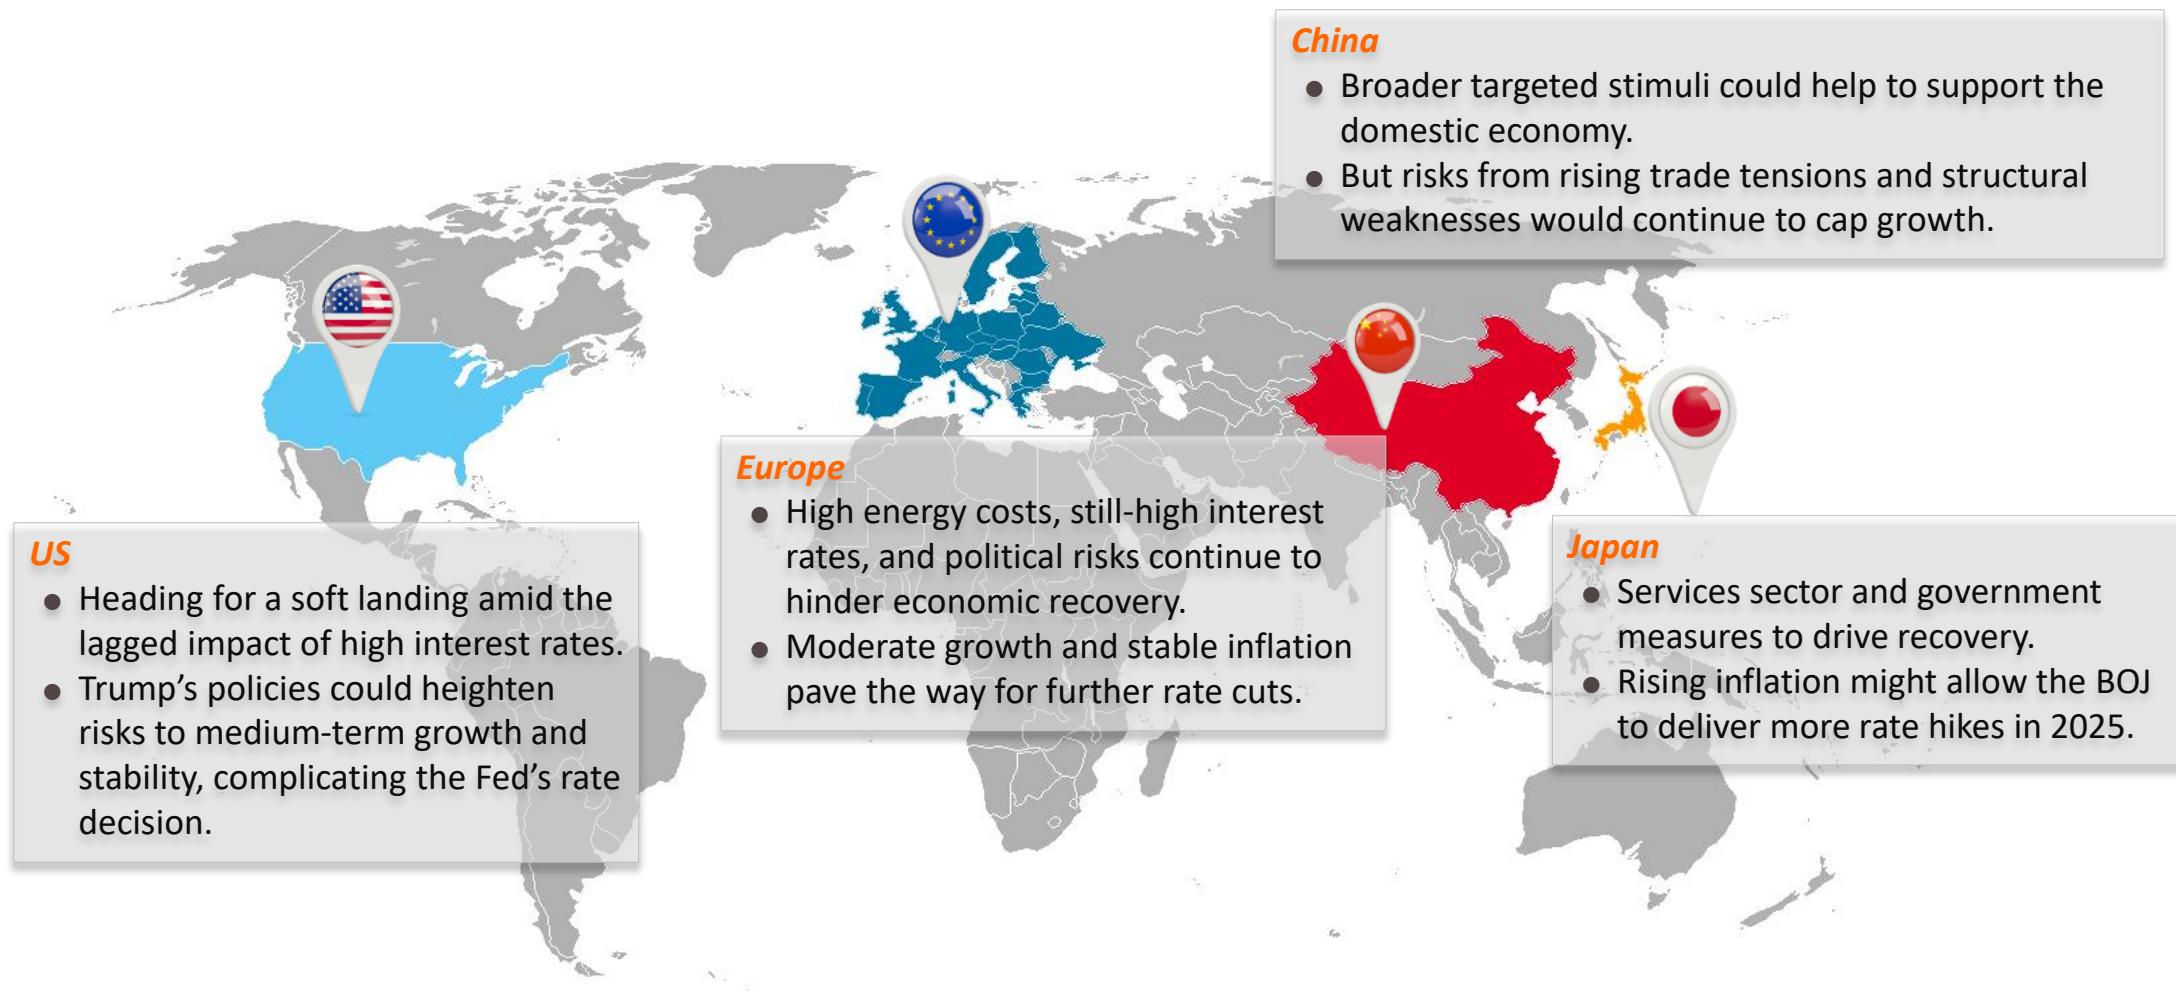 China
● Broader targeted stimuli could help to support the
domestic economy.
● But risks from rising trade tensions and structural
weaknesses would continue to cap growth.
Europe
● High energy costs, still-high interest
rates, and political risks continue to
hinder economic recovery.
● Moderate growth and stable inflation
pave the way for further rate cuts.
US
● Heading for a soft landing amid the
lagged impact of high interest rates.
● Trump’s policies could heighten
risks to medium-term growth and
stability, complicating the Fed’s rate
decision.
Japan
● Services sector and government
measures to drive recovery.
● Rising inflation might allow the BOJ
to deliver more rate hikes in 2025.